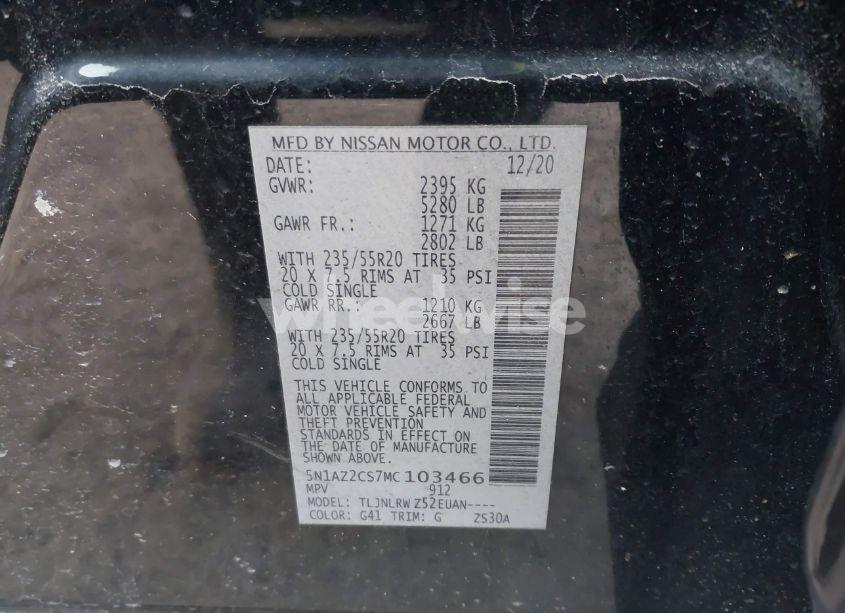 MFD BY NISSAN MOTOR CO., LTD.
DATE: 12/20
GVWR: 2395 KG
5280 LB
GAWR FR.: 1271 KG
2802 LB
WITH 235/55R20 TIRES
20 X 7.5 RIMS AT 35 PSI
COLD SINGLE
GAWR RR.: 1210 KG
2667 LB
WITH 235/55R20 TIRES
20 X 7.5 RIMS AT 35 PSI
COLD SINGLE
THIS VEHICLE CONFORMS TO
ALL APPLICABLE FEDERAL
MOTOR VEHICLE SAFETY AND
THEFT PREVENTION
STANDARDS IN EFFECT ON
THE DATE OF MANUFACTURE
SHOWN ABOVE.
5N1AZ2CS7MC103466
MPV 912
MODEL: TLJNLRW Z52EUAN----
COLOR: G41 TRIM: G ZS30A
wheelwise